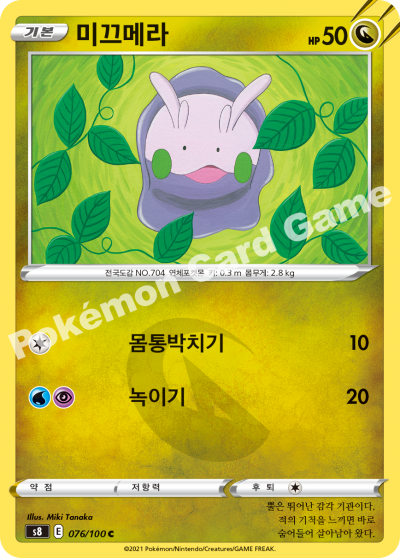 기본 미끄메라 HP 50
전국도감 NO.704 연체포켓몬 키: 0.3 m 몸무게: 2.8 kg
Pokémon Card Game
몸통박치기 10
녹이기 20
약점 저항력 후퇴
Illus. Miki Tanaka
s8 E 076/100 C
뿔은 뛰어난 감각 기관이다.
적의 기척을 느끼면 바로
숨어들어 살아남아 왔다.
©2021 Pokémon/Nintendo/Creatures/GAME FREAK.